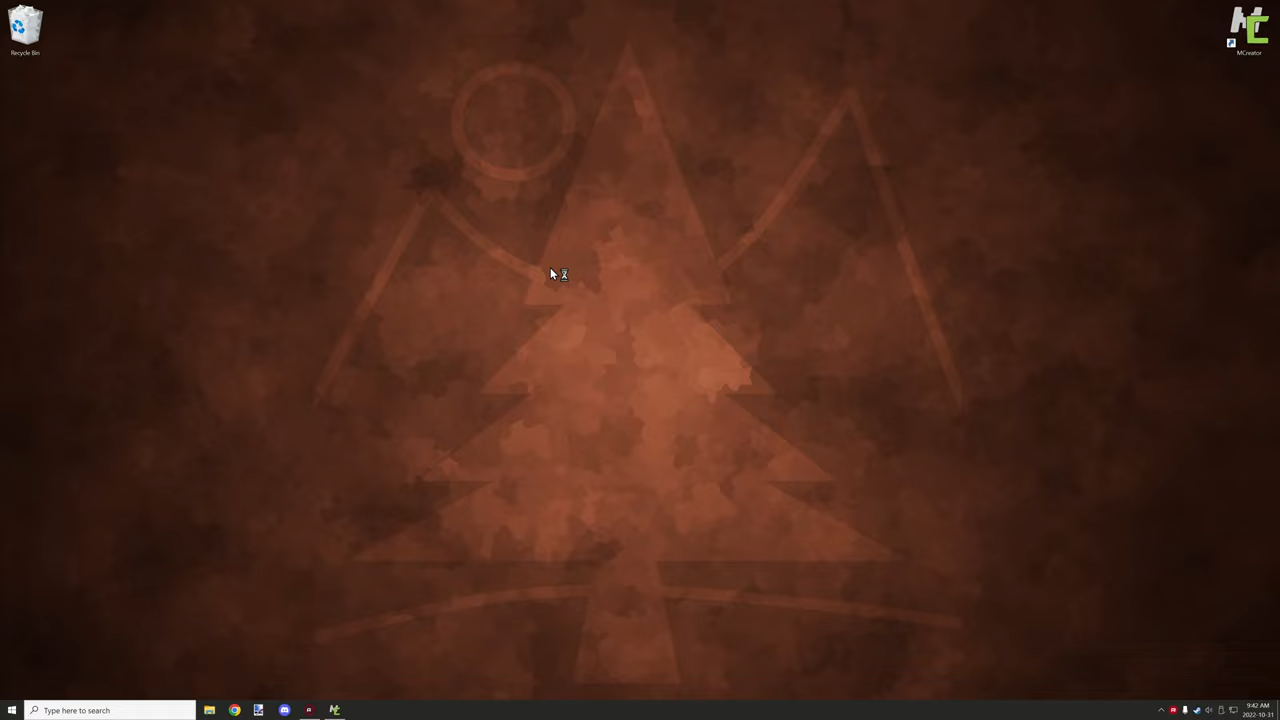 Recycle Bin
MCreator
Type here to search
9:42 AM
2022-10-31